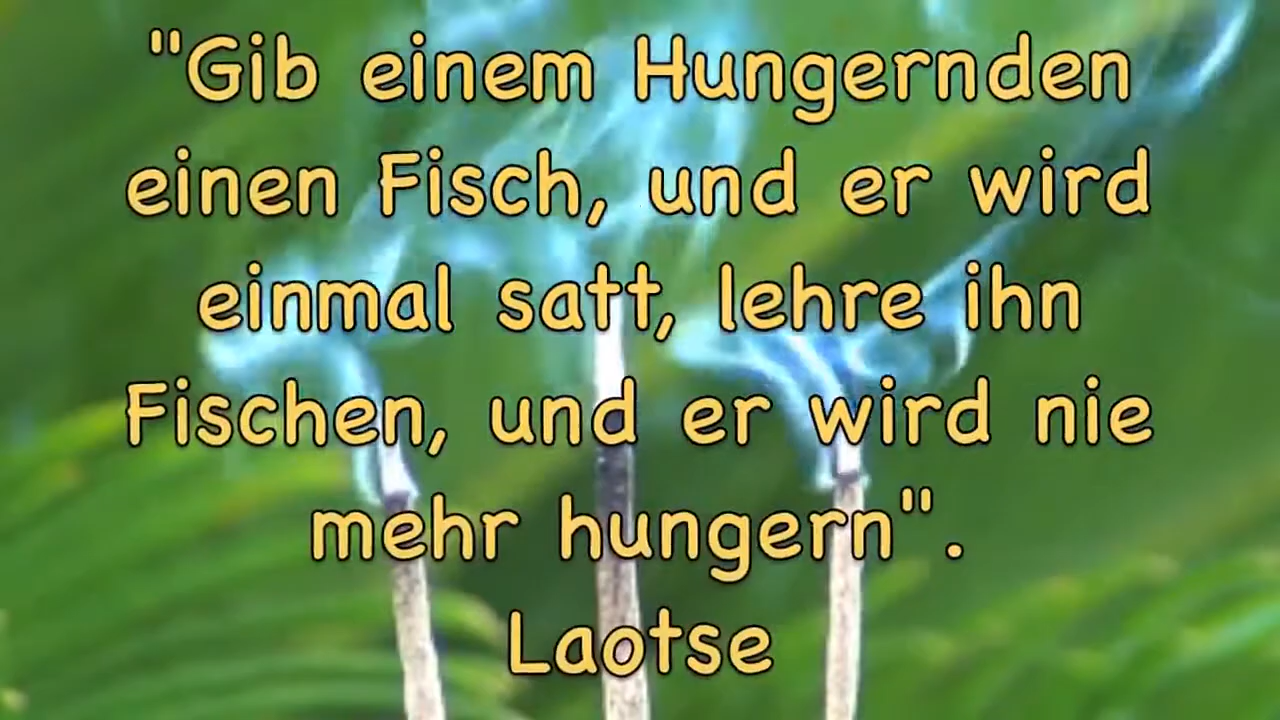 "Gib einem Hungernden
einen Fisch, und er wird
einmal satt, lehre ihn
Fischen, und er wird nie
mehr hungern".
Laotse